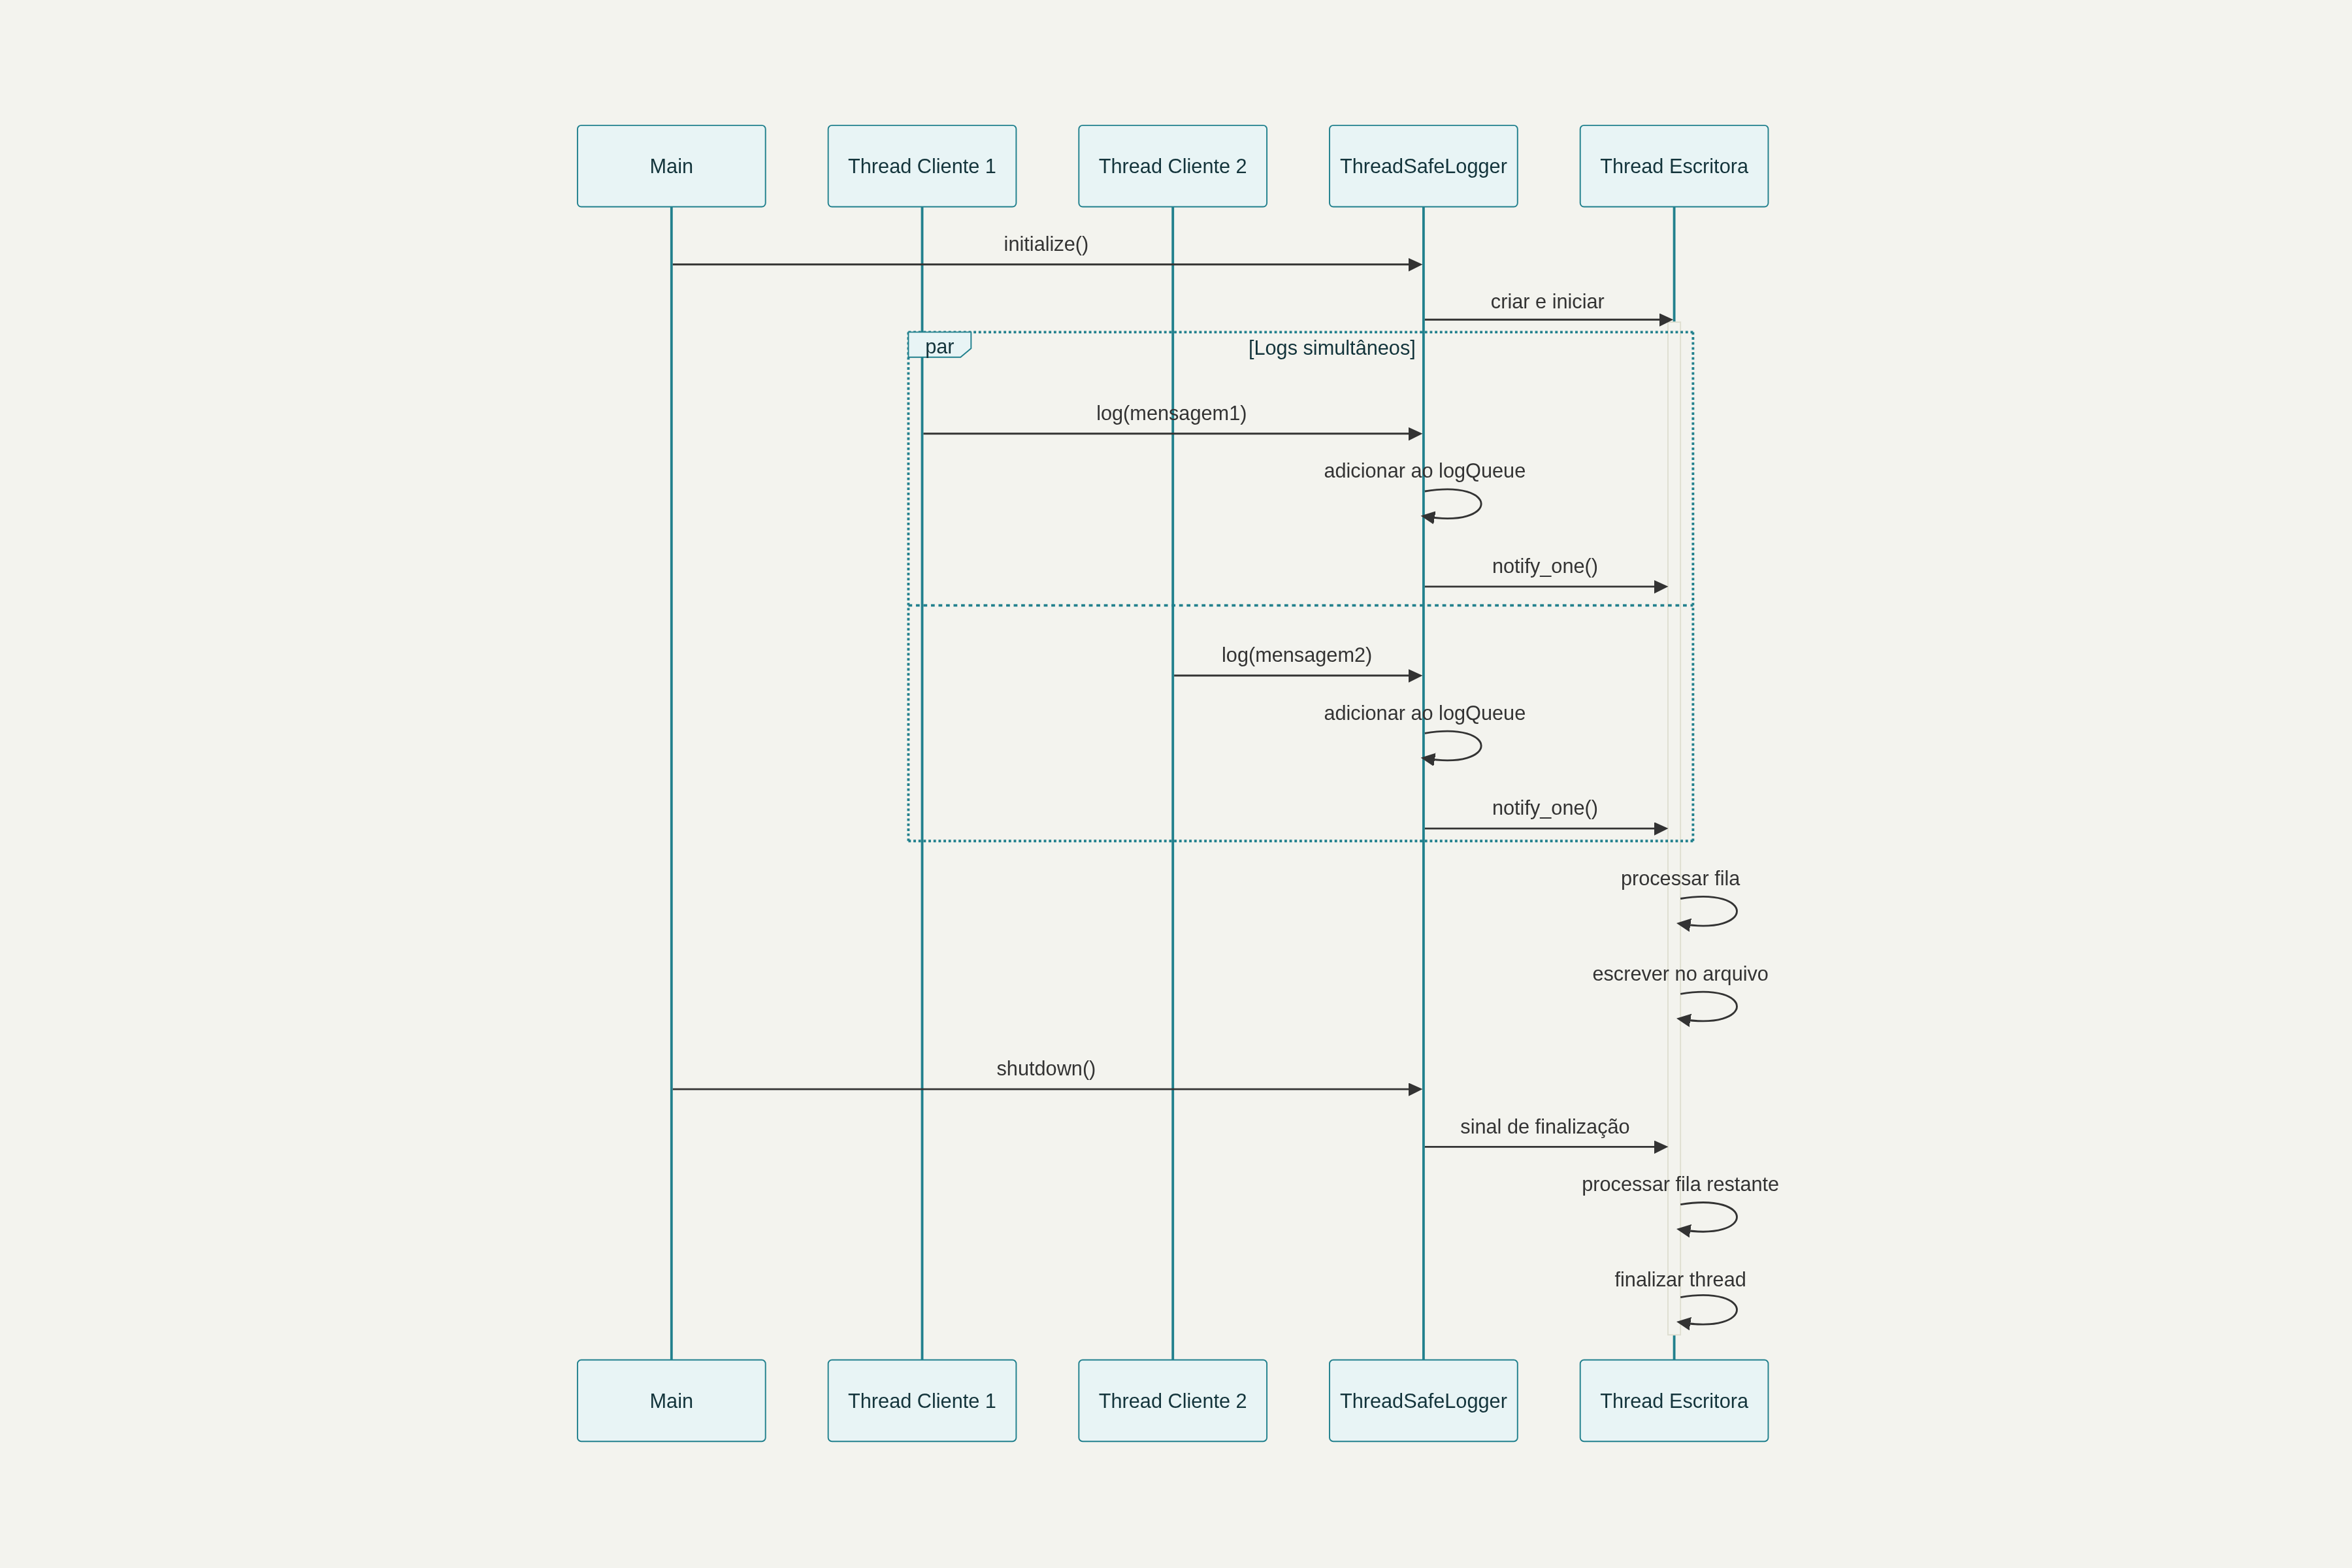 Main
Thread Cliente 1
Thread Cliente 2
ThreadSafeLogger
Thread Escritora
initialize()
criar e iniciar
par
[Logs simultâneos]
log(mensagem1)
adicionar ao logQueue
notify_one()
log(mensagem2)
adicionar ao logQueue
notify_one()
processar fila
escrever no arquivo
shutdown()
sinal de finalização
processar fila restante
finalizar thread
Main
Thread Cliente 1
Thread Cliente 2
ThreadSafeLogger
Thread Escritora